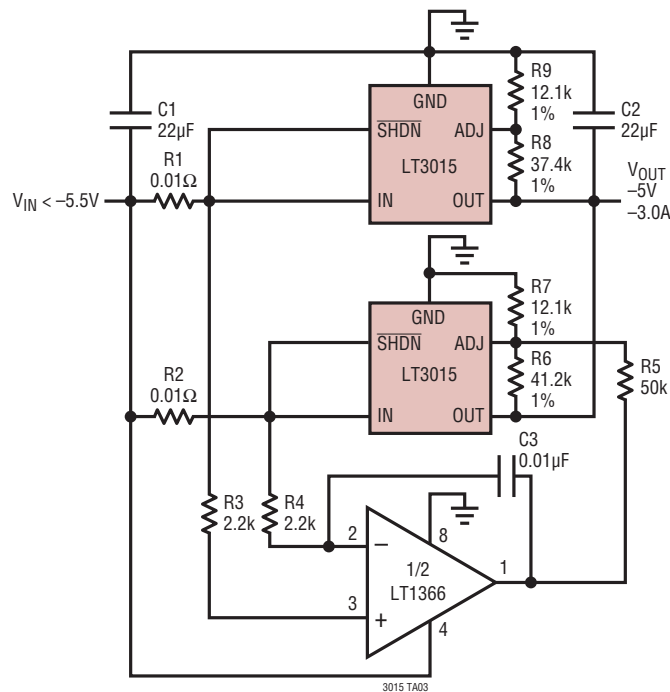 GND
SHDN
ADJ
LT3015
IN
OUT
C1
22µF
R1
0.01Ω
VIN < –5.5V
R9
12.1k
1%
R8
37.4k
1%
C2
22µF
VOUT
–5V
–3.0A
GND
SHDN
ADJ
LT3015
IN
OUT
R2
0.01Ω
R7
12.1k
1%
R6
41.2k
1%
R5
50k
C3
0.01µF
R3
2.2k
R4
2.2k
2
–
8
1/2
LT1366
1
3
+
4
3015 TA03